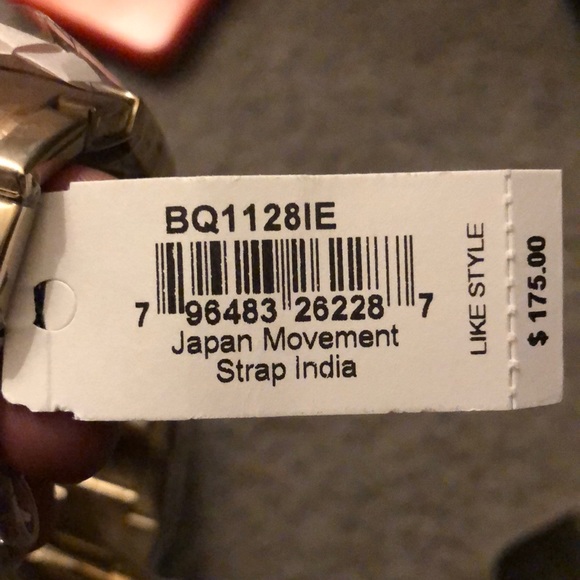 BQ1128IE
7 96483 26228 7
Japan Movement
Strap India
LIKE STYLE
$ 175.00